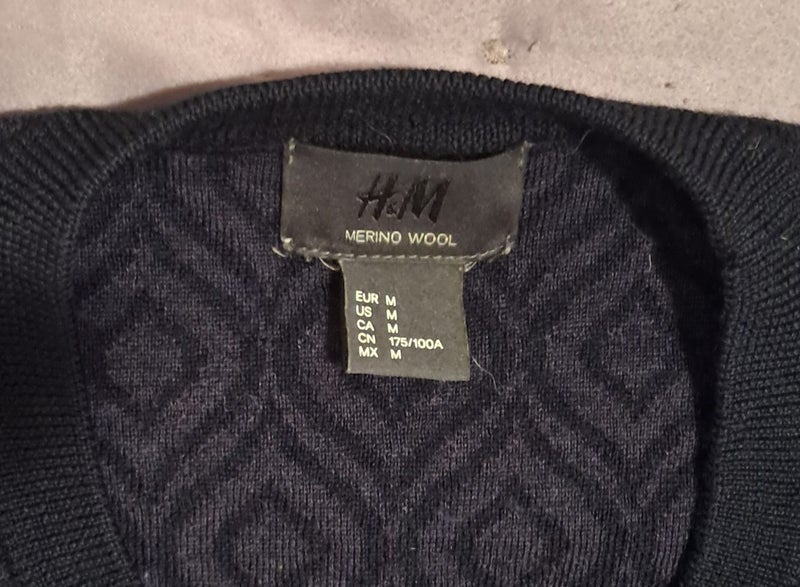 H&M
MERINO WOOL
EUR M
US M
CA M
CN 175/100A
MX M